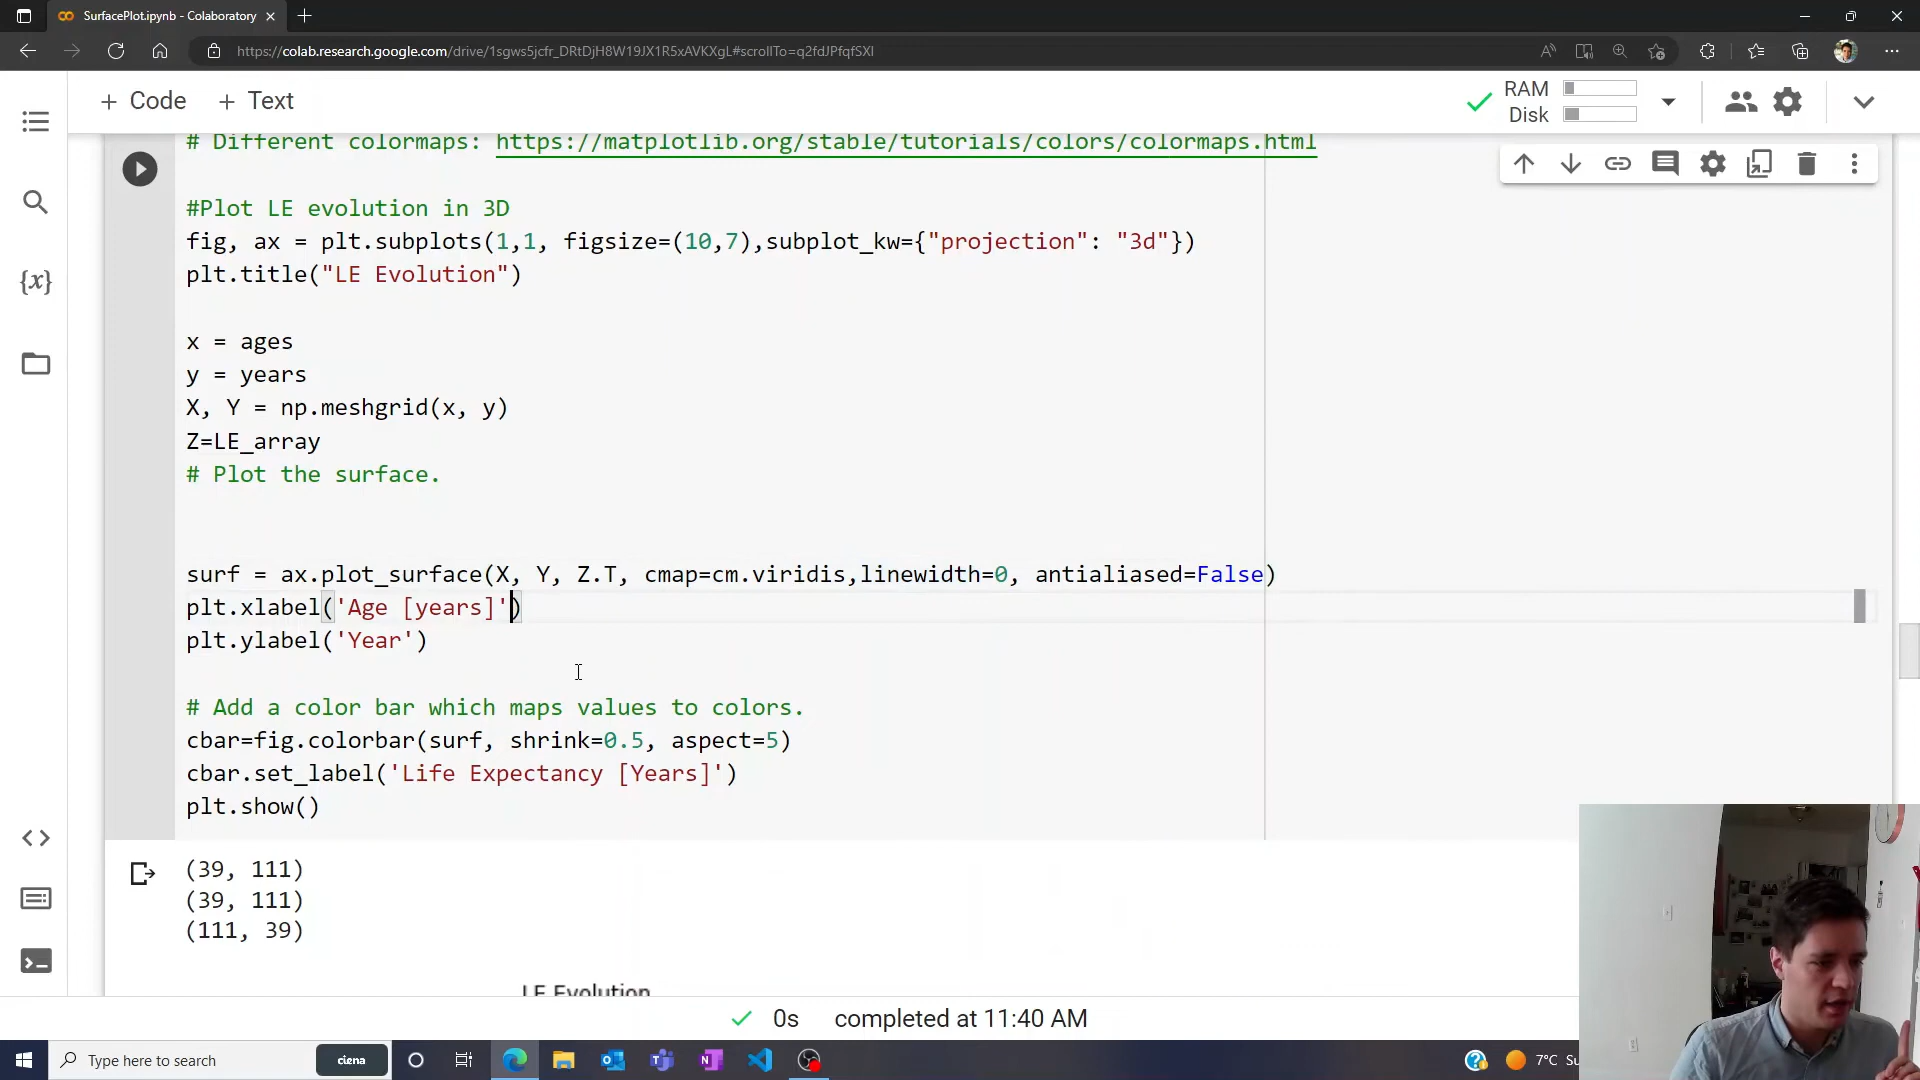 SurfacePlot.ipynb - Colaboratory
https://colab.research.google.com/drive/1sgws5jcfr_DRtDjH8W19JX1R5xAVKXgL#scrollTo=q2fdJPfqfSXI
+ Code + Text
RAM
Disk
# Different colormaps: https://matplotlib.org/stable/tutorials/colors/colormaps.html
#Plot LE evolution in 3D
fig, ax = plt.subplots(1,1, figsize=(10,7),subplot_kw={"projection": "3d"})
plt.title("LE Evolution")
x = ages
y = years
X, Y = np.meshgrid(x, y)
Z=LE_array
# Plot the surface.
surf = ax.plot_surface(X, Y, Z.T, cmap=cm.viridis,linewidth=0, antialiased=False)
plt.xlabel('Age [years]')
plt.ylabel('Year')
# Add a color bar which maps values to colors.
cbar=fig.colorbar(surf, shrink=0.5, aspect=5)
cbar.set_label('Life Expectancy [Years]')
plt.show()
(39, 111)
(39, 111)
(111, 39)
LE Evolution
0s completed at 11:40 AM
Type here to search
ciena
7°C Su